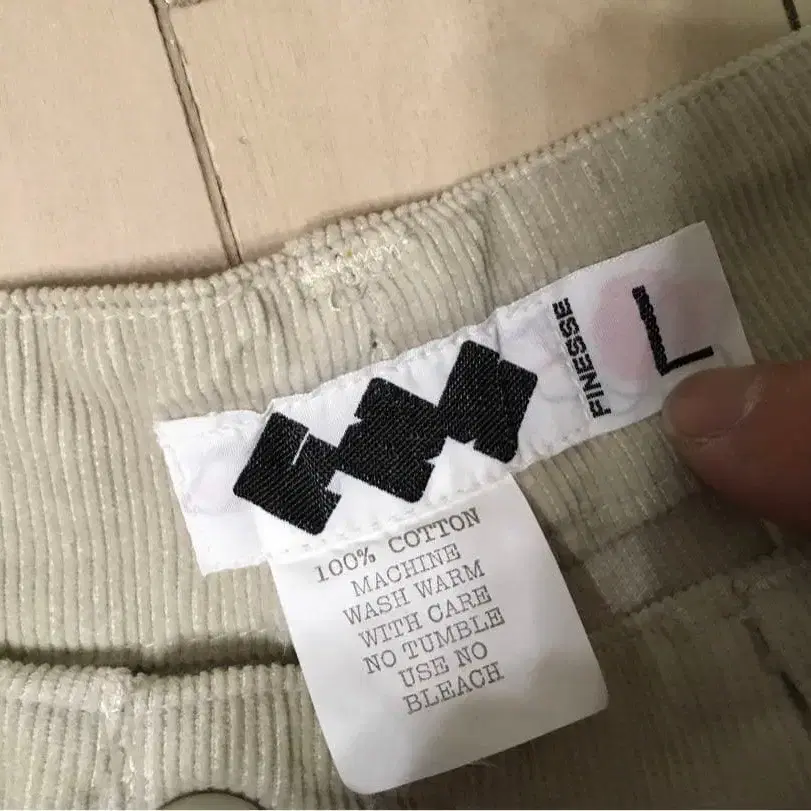 FINESSE
L
100% COTTON
MACHINE
WASH WARM
WITH CARE
NO TUMBLE
USE NO
BLEACH